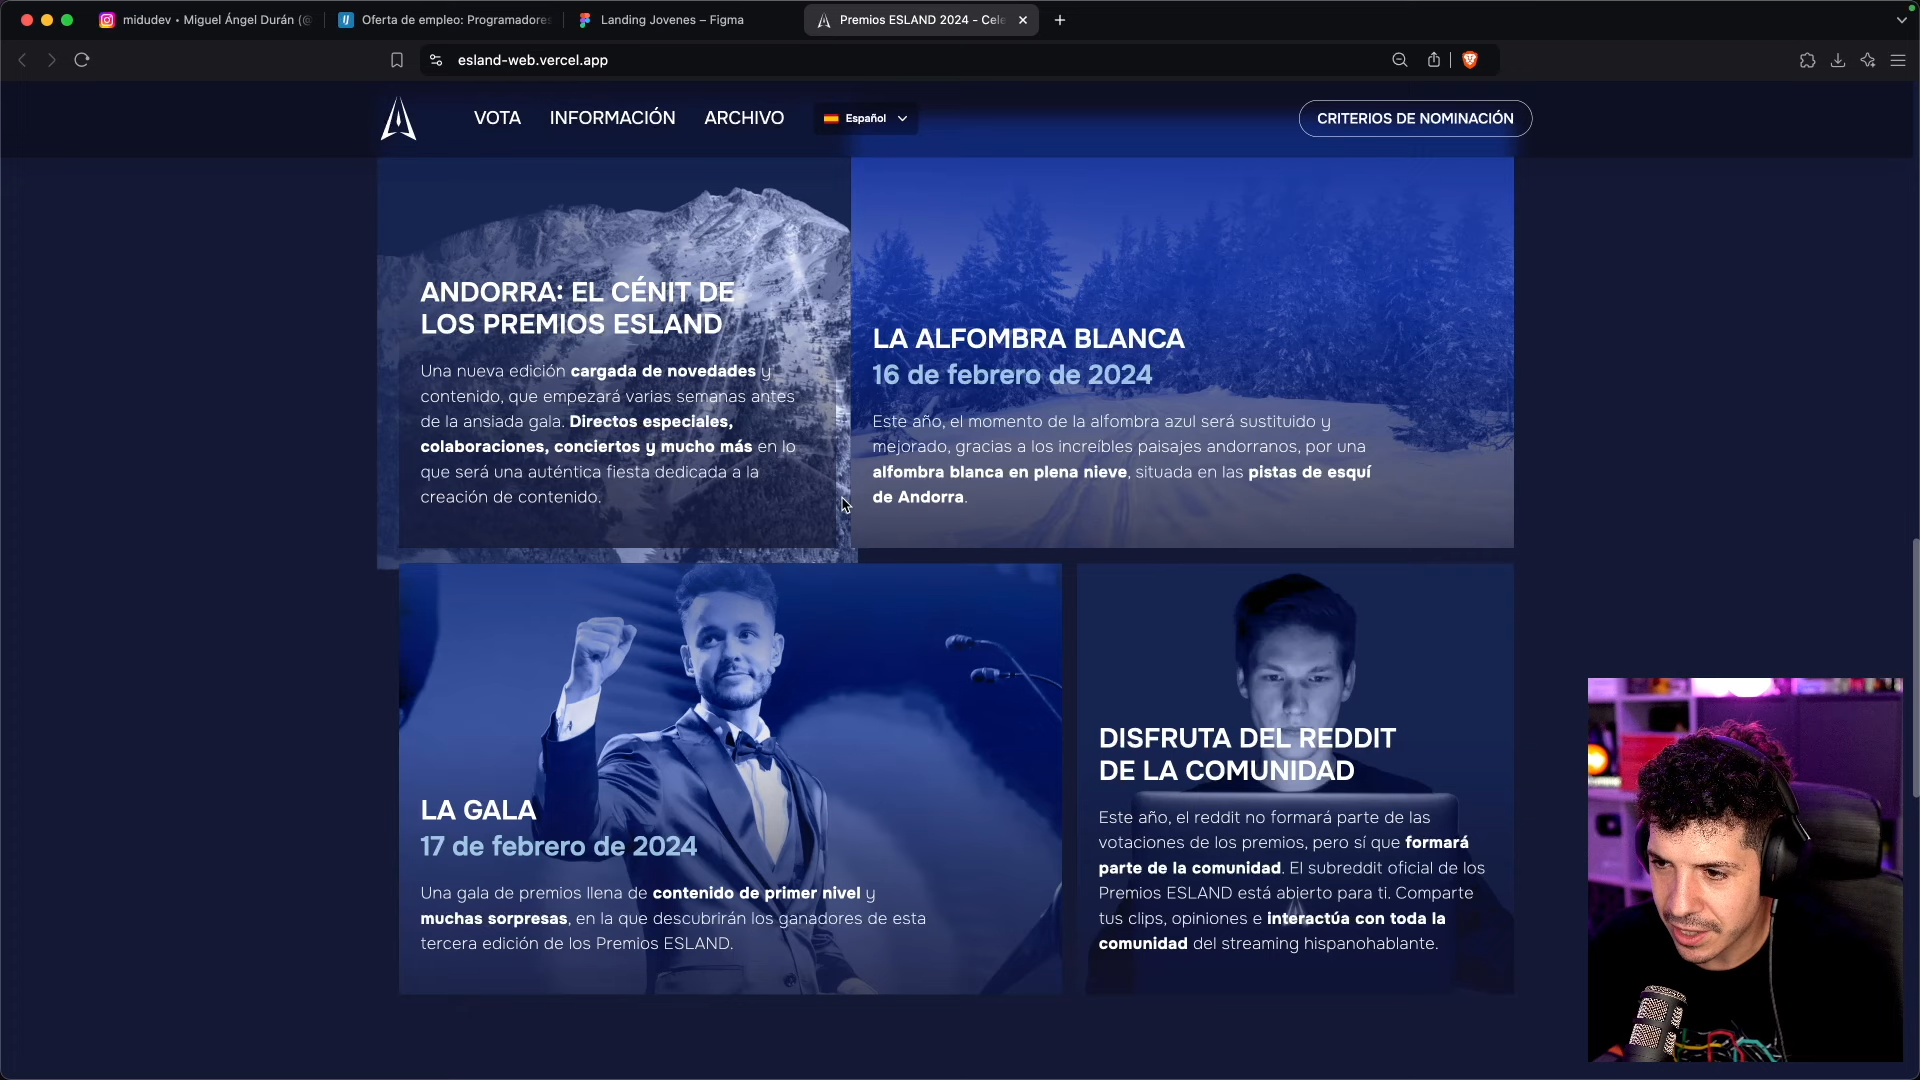 midudev • Miguel Ángel Durán (@
Oferta de empleo: Programadores
Landing Jovenes – Figma
Premios ESLAND 2024 - Cele
esland-web.vercel.app
VOTA
INFORMACIÓN
ARCHIVO
Español
CRITERIOS DE NOMINACIÓN
ANDORRA: EL CÉNIT DE
LOS PREMIOS ESLAND
Una nueva edición cargada de novedades y
contenido, que empezará varias semanas antes
de la ansiada gala. Directos especiales,
colaboraciones, conciertos y mucho más en lo
que será una auténtica fiesta dedicada a la
creación de contenido.
LA ALFOMBRA BLANCA
16 de febrero de 2024
Este año, el momento de la alfombra azul será sustituido y
mejorado, gracias a los increíbles paisajes andorranos, por una
alfombra blanca en plena nieve, situada en las pistas de esquí
de Andorra.
LA GALA
17 de febrero de 2024
Una gala de premios llena de contenido de primer nivel y
muchas sorpresas, en la que descubrirán los ganadores de esta
tercera edición de los Premios ESLAND.
DISFRUTA DEL REDDIT
DE LA COMUNIDAD
Este año, el reddit no formará parte de las
votaciones de los premios, pero sí que formará
parte de la comunidad. El subreddit oficial de los
Premios ESLAND está abierto para ti. Comparte
tus clips, opiniones e interactúa con toda la
comunidad del streaming hispanohablante.